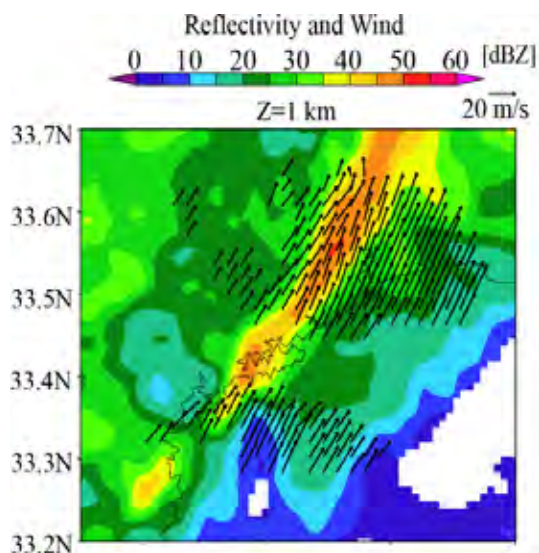 Reflectivity and Wind
0 10 20 30 40 50 60 [dBZ]
Z=1 km
20 m/s
33.7N
33.6N
33.5N
33.4N
33.3N
33.2N